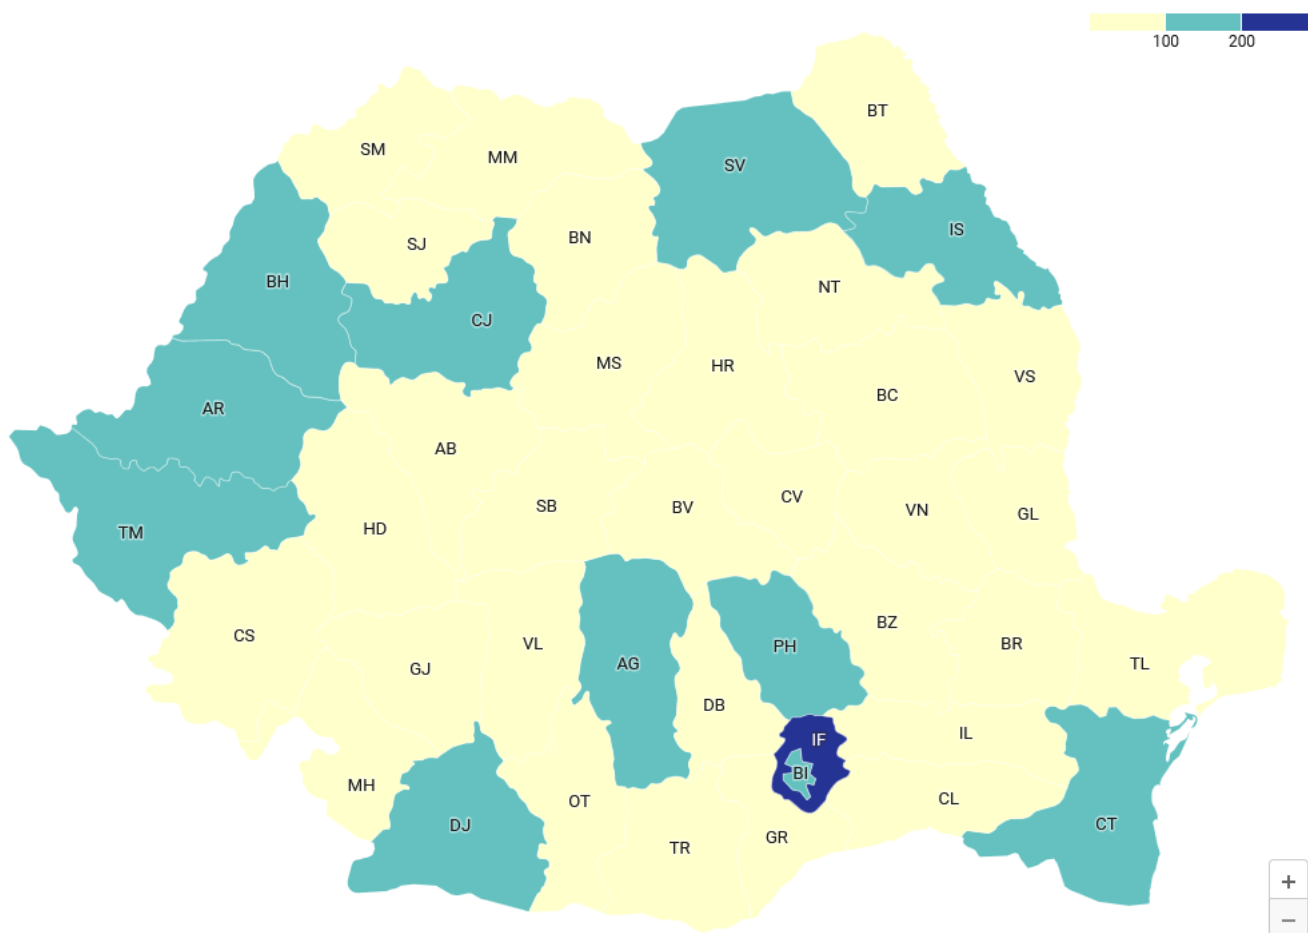 100 200
BT
SM
MM
SV
IS
SJ
BN
BH
NT
CJ
MS
HR
VS
BC
AR
AB
CV
SB
BV
VN
GL
HD
TM
BZ
CS
VL
BR
PH
AG
TL
GJ
DB
IL
IF
BI
MH
CL
OT
DJ
CT
GR
TR
+
−